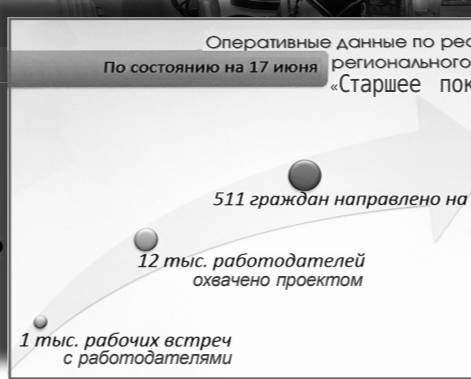 Оперативные данные по реа
По состоянию на 17 июня
регионального
«Старшее пок
511 граждан направлено на
12 тыс. работодателей
охвачено проектом
1 тыс. рабочих встреч
с работодателями